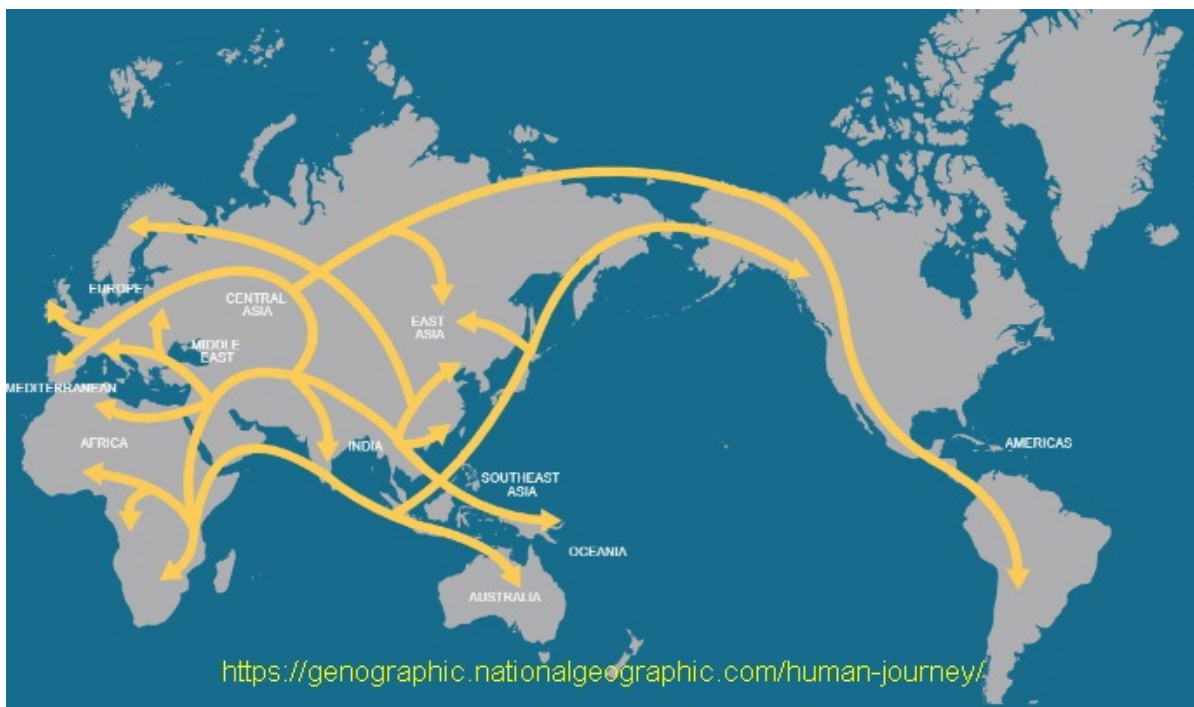 EUROPE
CENTRAL
ASIA
EAST
ASIA
MIDDLE
EAST
MEDITERRANEAN
AFRICA
INDIA
AMERICAS
SOUTHEAST
ASIA
OCEANIA
AUSTRALIA
https://genographic.nationalgeographic.com/human-journey/